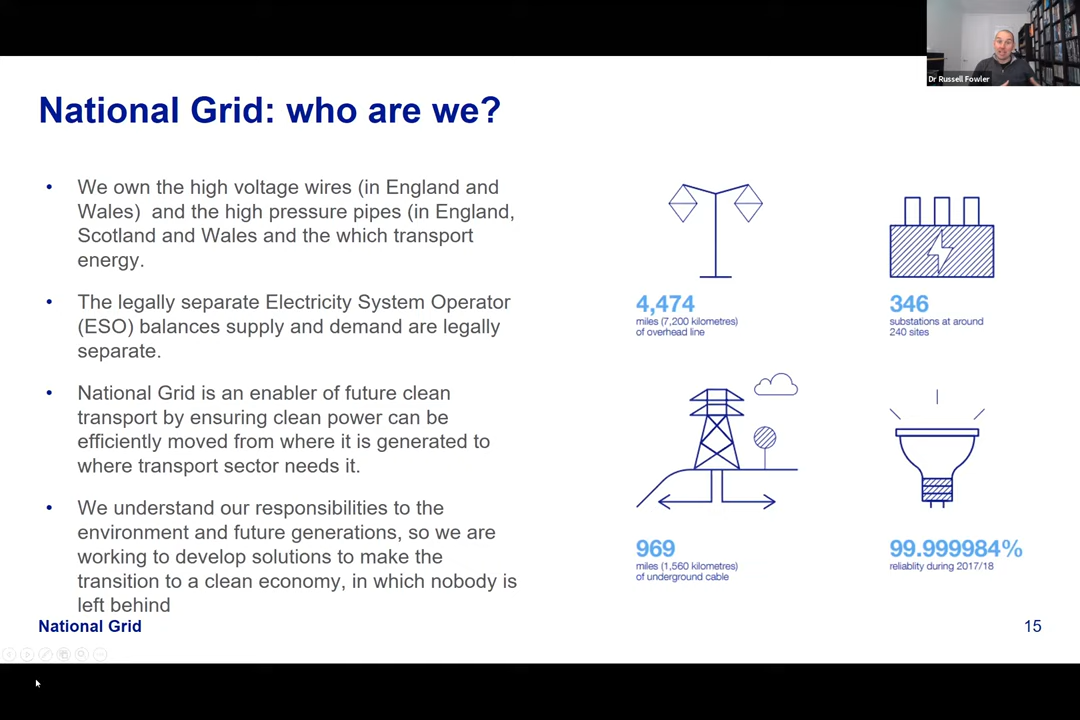 Dr Russell Fowler
National Grid: who are we?
• We own the high voltage wires (in England and
Wales)  and the high pressure pipes (in England,
Scotland and Wales and the which transport
energy.
• The legally separate Electricity System Operator
(ESO) balances supply and demand are legally
separate.
• National Grid is an enabler of future clean
transport by ensuring clean power can be
efficiently moved from where it is generated to
where transport sector needs it.
• We understand our responsibilities to the
environment and future generations, so we are
working to develop solutions to make the
transition to a clean economy, in which nobody is
left behind
4,474
miles (7,200 kilometres)
of overhead line
346
substations at around
240 sites
969
miles (1,560 kilometres)
of underground cable
99.999984%
reliablity during 2017/18
National Grid
15